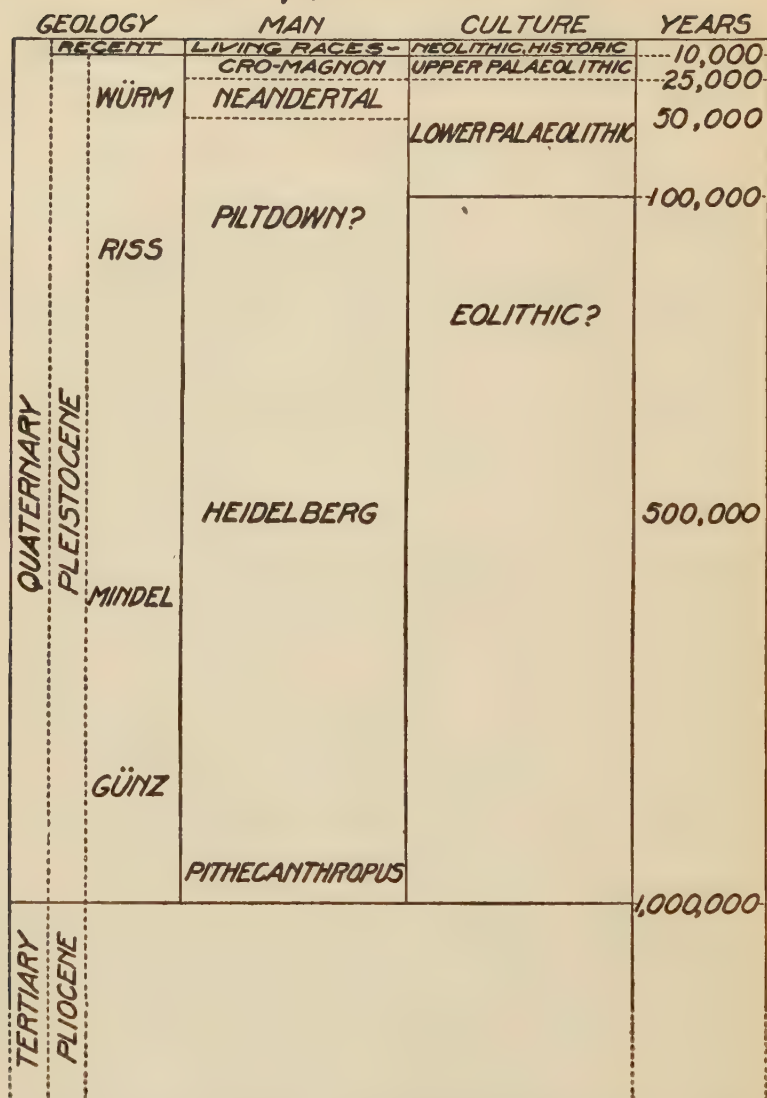 GEOLOGY MAN CULTURE YEARS
RECENT LIVING RACES- NEOLITHIC, HISTORIC
10,000
CRO-MAGNON UPPER PALAEOLITHIC
25,000
WÜRM NEANDERTAL
50,000
LOWER PALAEOLITHIC
100,000
PILTDOWN?
RISS
EOLITHIC?
QUATERNARY
PLEISTOCENE
HEIDELBERG 500,000
MINDEL
GÜNZ
PITHECANTHROPUS
1,000,000
TERTIARY
PLIOCENE